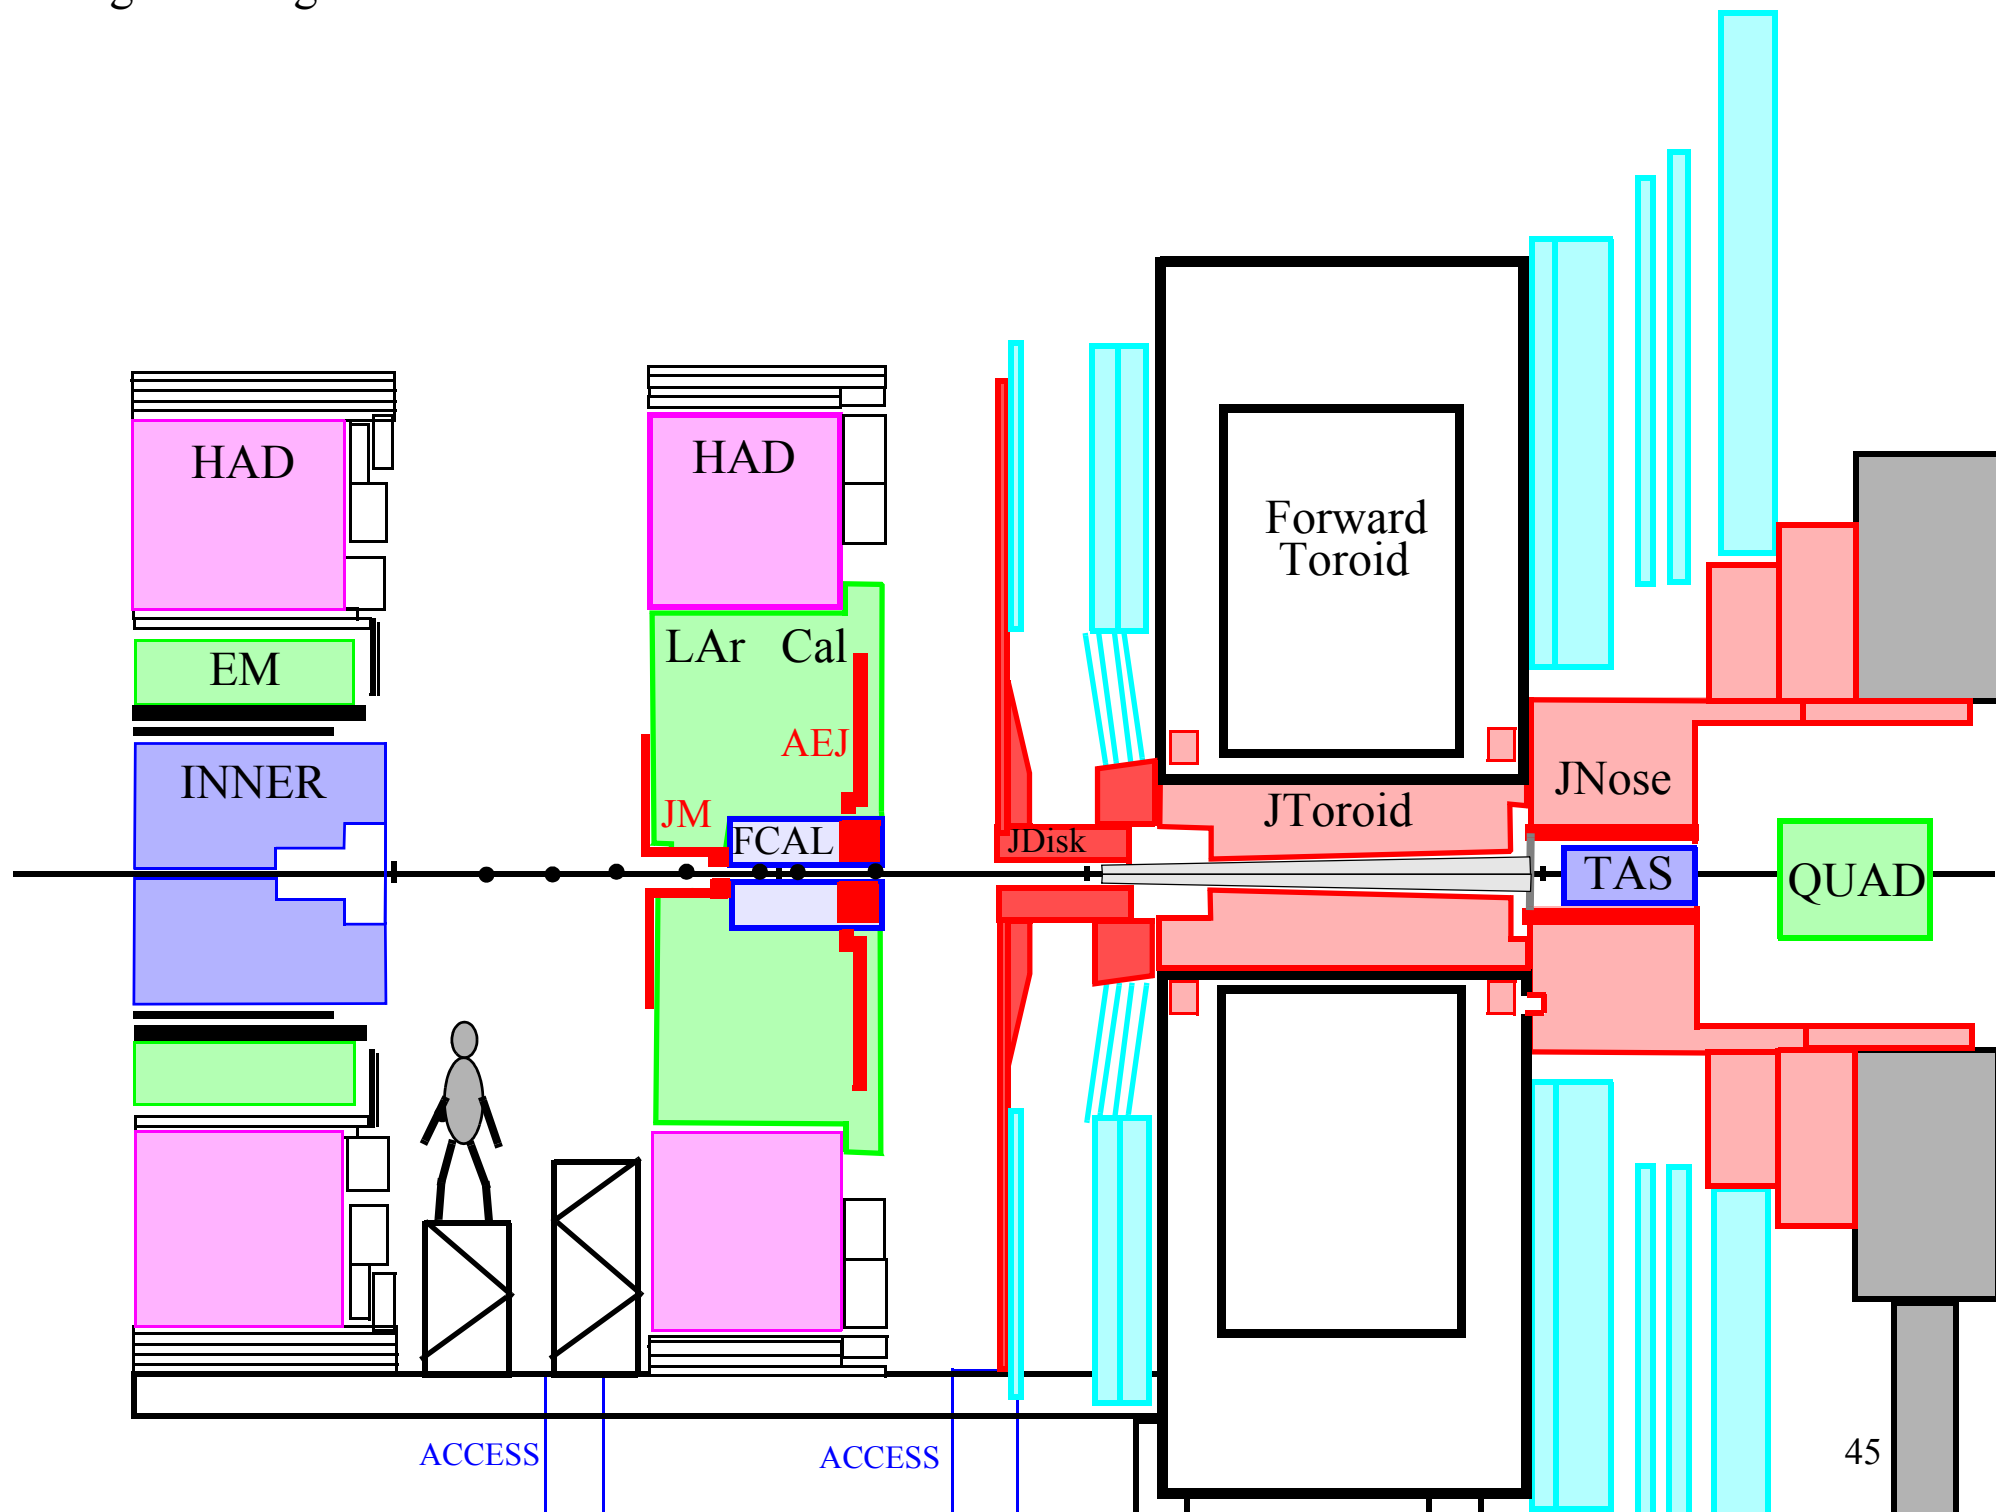 HAD
HAD
Forward
Toroid
LAr Cal
EM
AEJ
INNER
JNose
JM
JToroid
FCAL
JDisk
TAS
QUAD
ACCESS
ACCESS
45